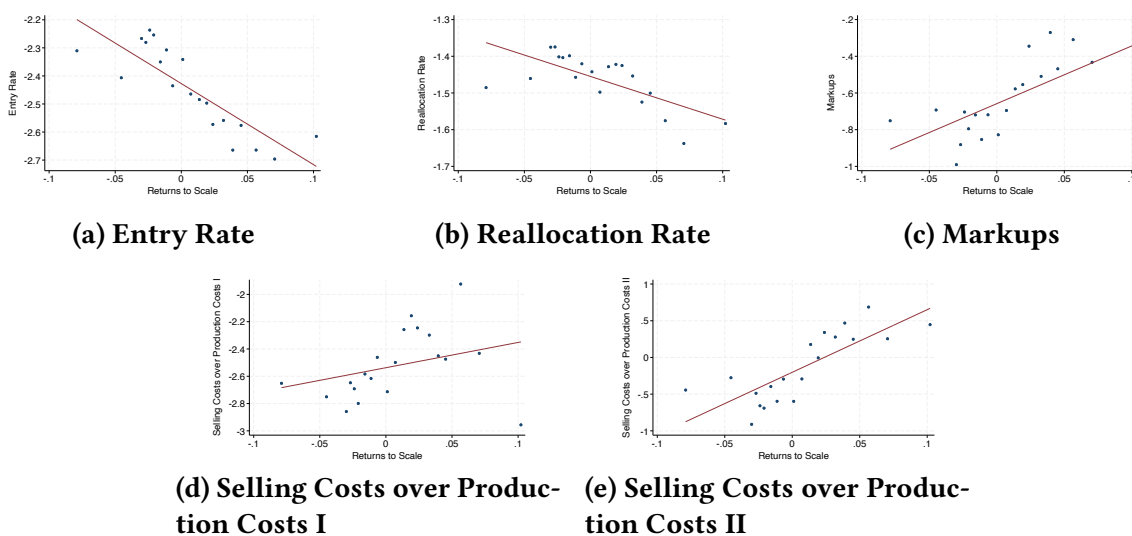 -2.2
-2.3
-2.4
-2.5
-2.6
-2.7
Entry Rate
-.1 -.05 0 .05 .1
Returns to Scale
(a) Entry Rate
-1.3
-1.4
-1.5
-1.6
-1.7
Reallocation Rate
-.1 -.05 0 .05 .1
Returns to Scale
(b) Reallocation Rate
-.2
-.4
-.6
-.8
-1
Markups
-.1 -.05 0 .05 .1
Returns to Scale
(c) Markups
-2
-2.2
-2.4
-2.6
-2.8
-3
Selling Costs over Production Costs I
-.1 -.05 0 .05 .1
Returns to Scale
(d) Selling Costs over Produc-
tion Costs I
1
.5
0
-.5
-1
Selling Costs over Production Costs II
-.1 -.05 0 .05 .1
Returns to Scale
(e) Selling Costs over Produc-
tion Costs II